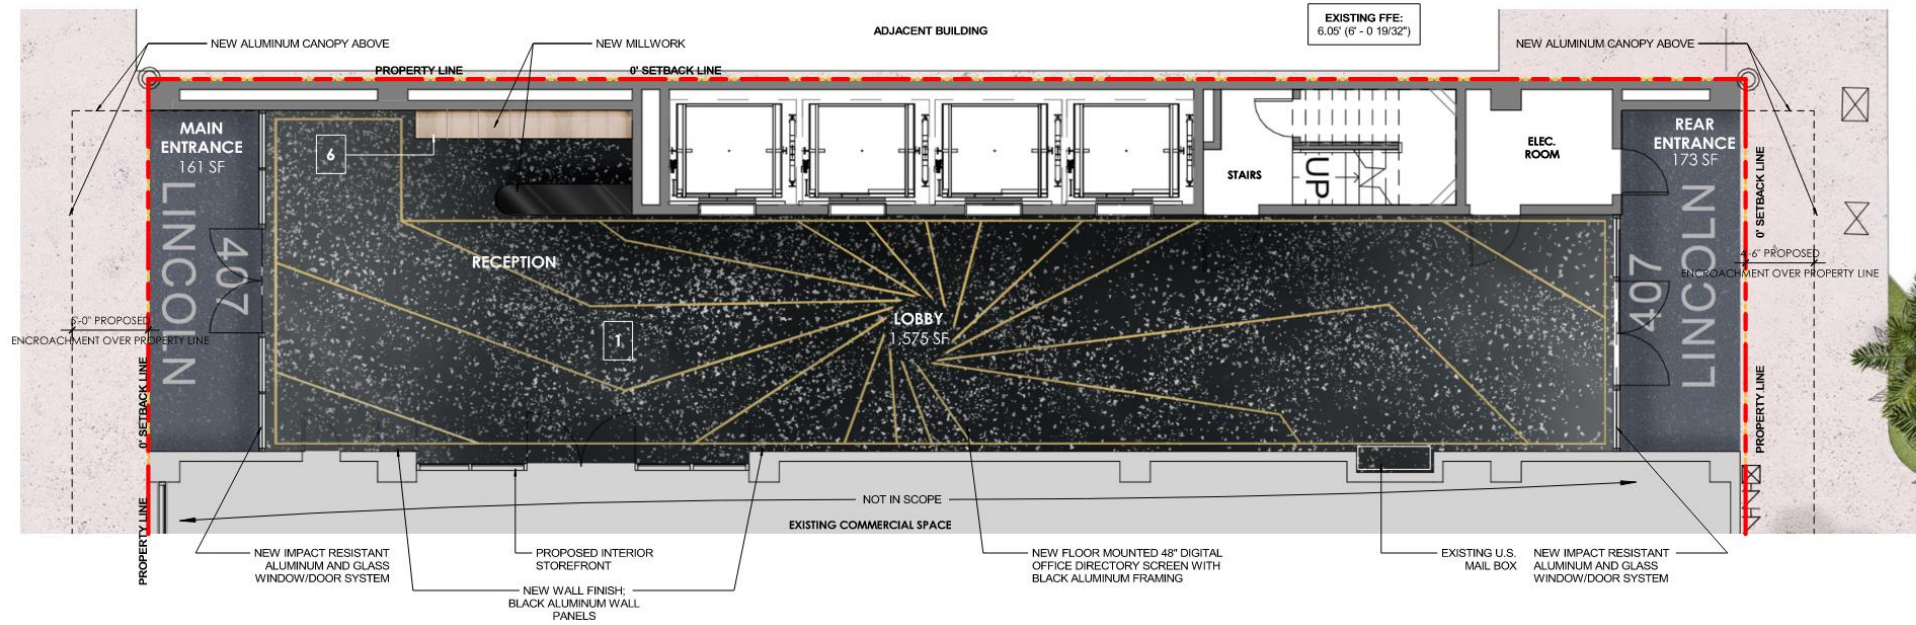 ADJACENT BUILDING
EXISTING FFE:
6.05' (6' - 0 19/32")
NEW ALUMINUM CANOPY ABOVE
NEW MILLWORK
NEW ALUMINUM CANOPY ABOVE
PROPERTY LINE
0' SETBACK LINE
MAIN
ENTRANCE
161 SF
6
STAIRS
UP
ELEC.
ROOM
REAR
ENTRANCE
173 SF
0' SETBACK LINE
407
LINCOLN
RECEPTION
LOBBY
1,575 SF
1
407
LINCOLN
4'-6" PROPOSED
ENCROACHMENT OVER PROPERTY LINE
5'-0" PROPOSED
ENCROACHMENT OVER PROPERTY LINE
0' SETBACK LINE
PROPERTY LINE
PROPERTY LINE
NOT IN SCOPE
EXISTING COMMERCIAL SPACE
NEW IMPACT RESISTANT
ALUMINUM AND GLASS
WINDOW/DOOR SYSTEM
PROPOSED INTERIOR
STOREFRONT
NEW WALL FINISH;
BLACK ALUMINUM WALL
PANELS
NEW FLOOR MOUNTED 48" DIGITAL
OFFICE DIRECTORY SCREEN WITH
BLACK ALUMINUM FRAMING
EXISTING U.S.
MAIL BOX
NEW IMPACT RESISTANT
ALUMINUM AND GLASS
WINDOW/DOOR SYSTEM